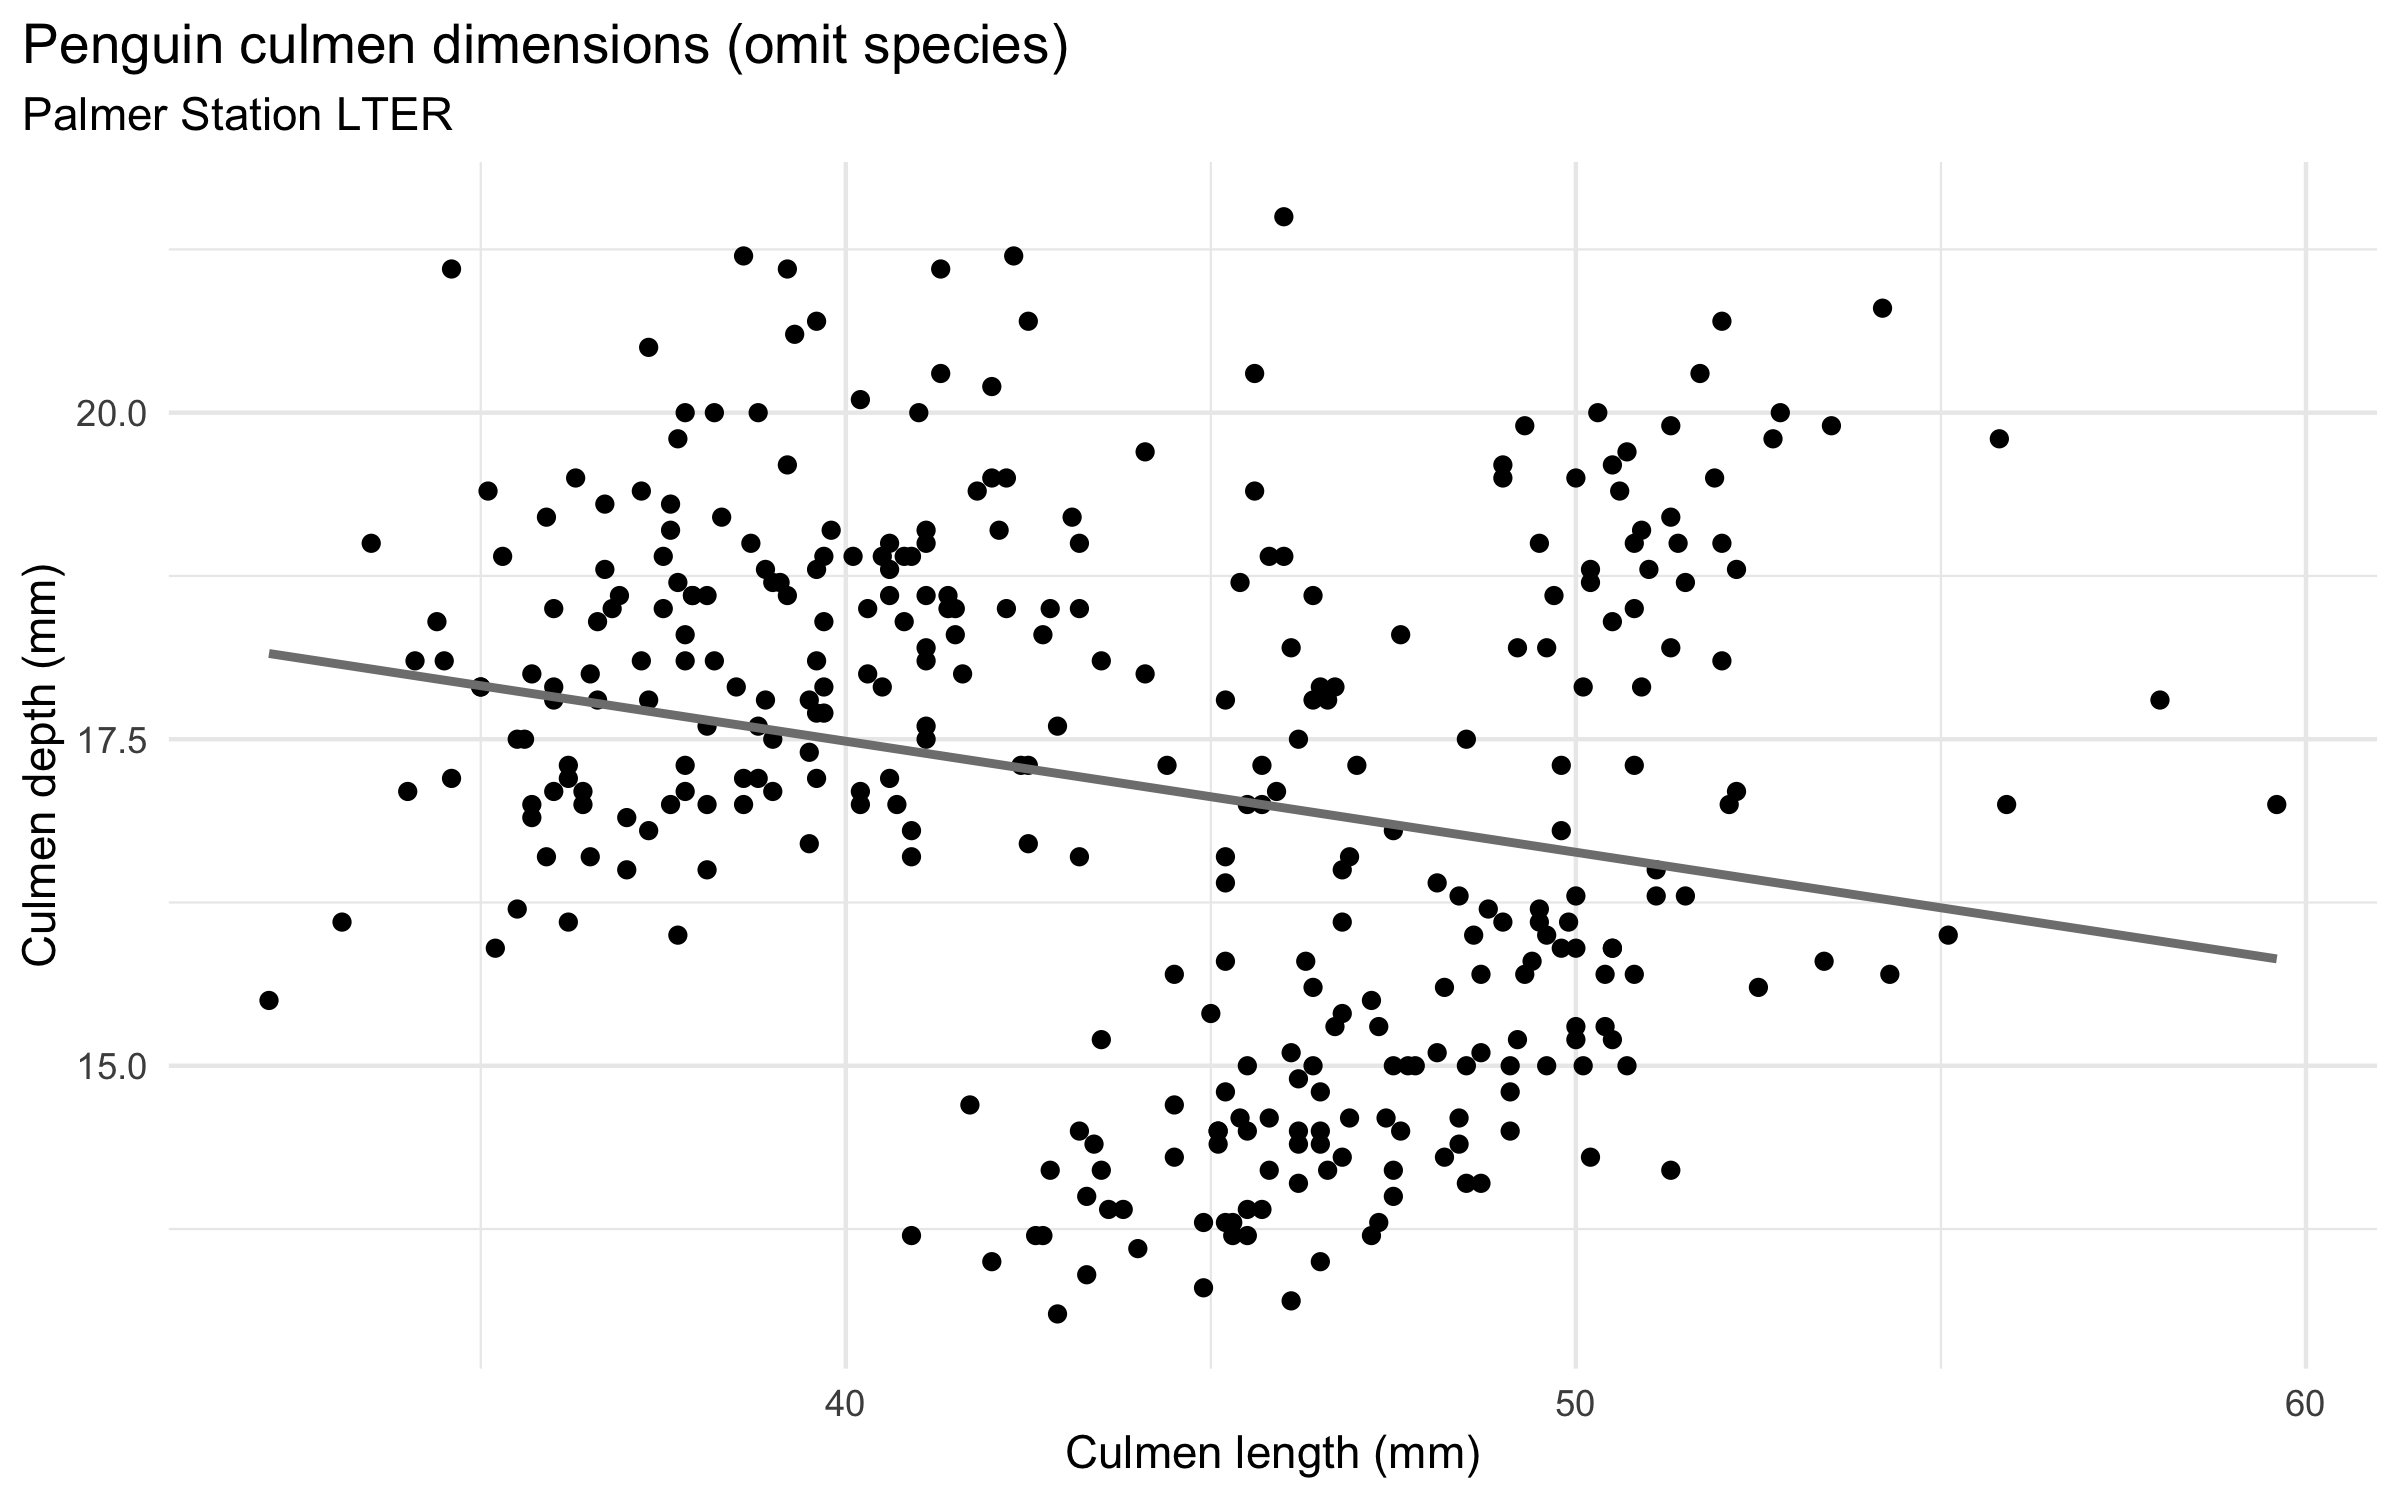 Penguin culmen dimensions (omit species)
Palmer Station LTER
Culmen depth (mm)
20.0
17.5
15.0
40
50
60
Culmen length (mm)